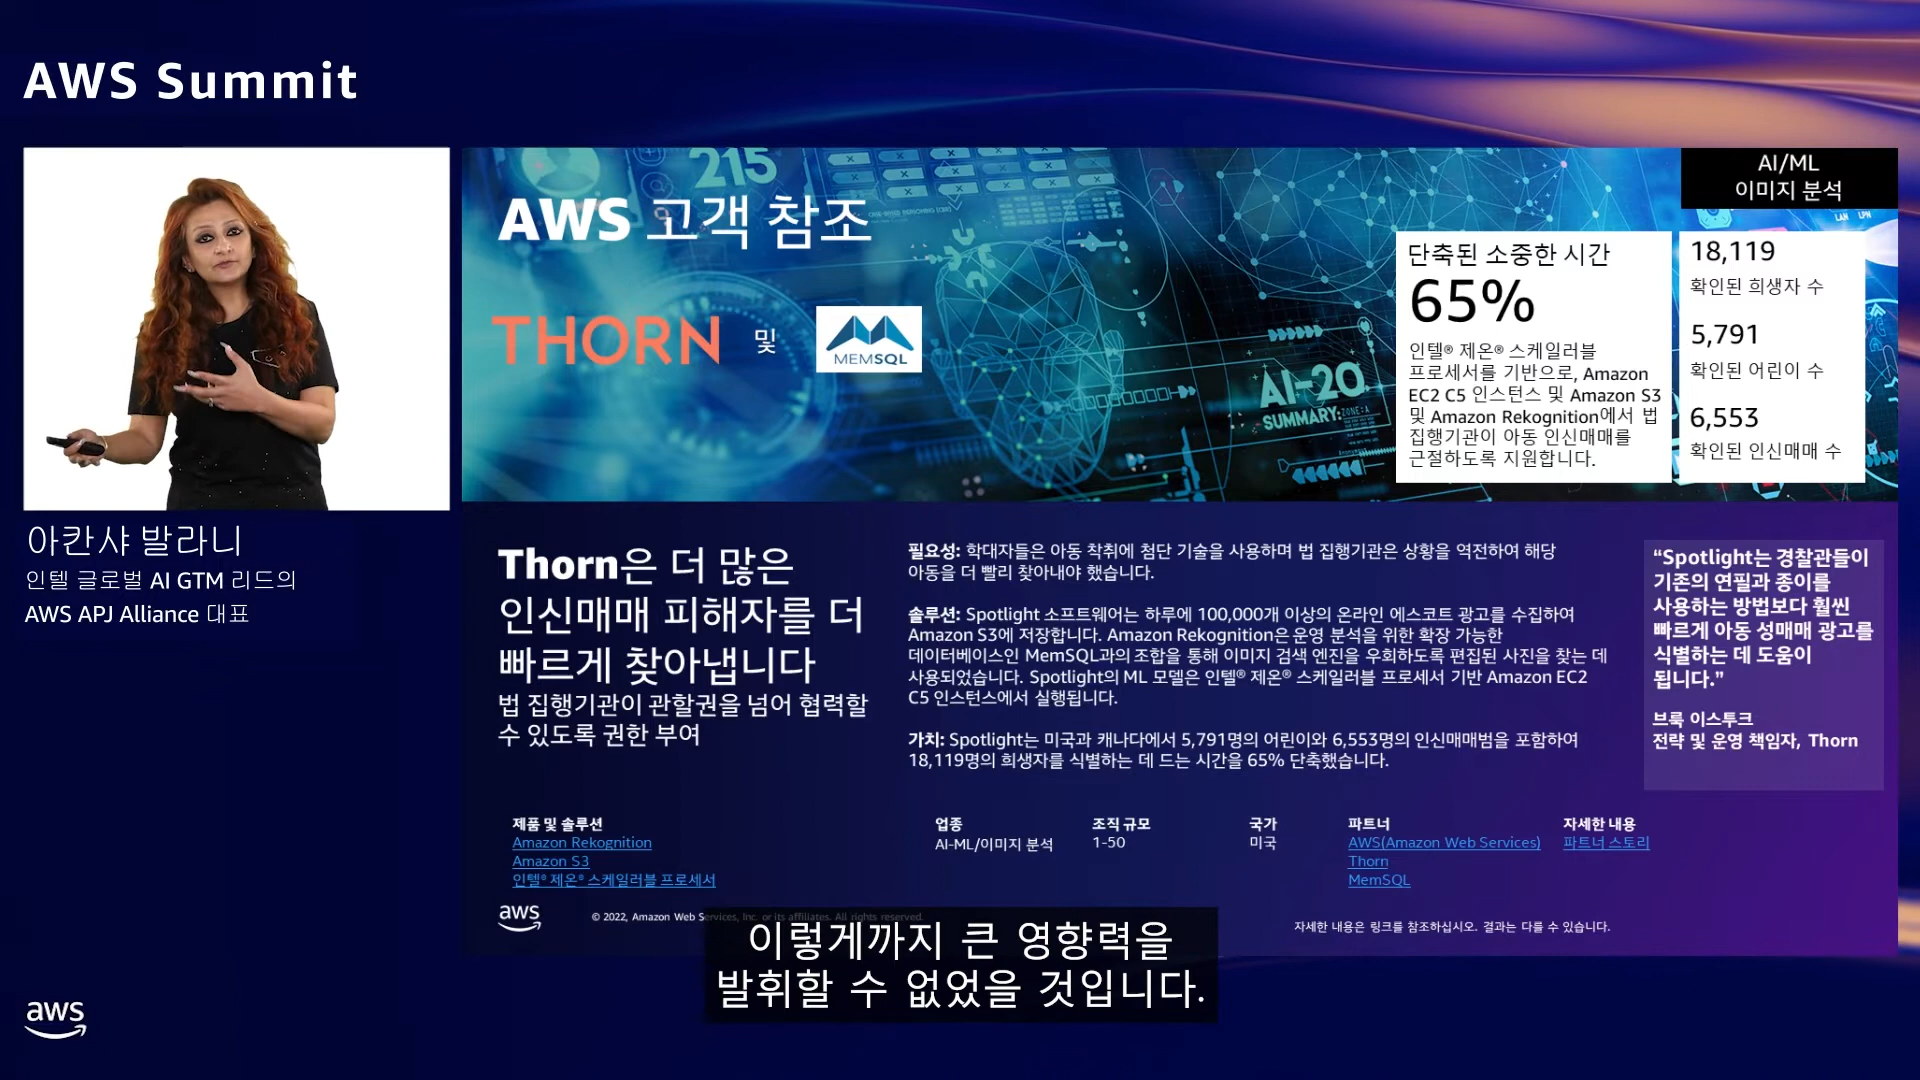 AWS Summit
아칸샤 발라니
인텔 글로벌 AI GTM 리드의
AWS APJ Alliance 대표
aws
215
AWS 고객 참조
THORN 및 MEMSQL
AI-20
SUMMARY:
LAN LPN
AI/ML
이미지 분석
단축된 소중한 시간
65%
인텔® 제온® 스케일러블
프로세서를 기반으로, Amazon
EC2 C5 인스턴스 및 Amazon S3
및 Amazon Rekognition에서 법
집행기관이 아동 인신매매를
근절하도록 지원합니다.
18,119
확인된 희생자 수
5,791
확인된 어린이 수
6,553
확인된 인신매매 수
Thorn은 더 많은
인신매매 피해자를 더
빠르게 찾아냅니다
법 집행기관이 관할권을 넘어 협력할
수 있도록 권한 부여
필요성: 학대자들은 아동 착취에 첨단 기술을 사용하며 법 집행기관은 상황을 역전하여 해당
아동을 더 빨리 찾아내야 했습니다.
솔루션: Spotlight 소프트웨어는 하루에 100,000개 이상의 온라인 에스코트 광고를 수집하여
Amazon S3에 저장합니다. Amazon Rekognition은 운영 분석을 위한 확장 가능한
데이터베이스인 MemSQL과의 조합을 통해 이미지 검색 엔진을 우회하도록 편집된 사진을 찾는 데
사용되었습니다. Spotlight의 ML 모델은 인텔® 제온® 스케일러블 프로세서 기반 Amazon EC2
C5 인스턴스에서 실행됩니다.
가치: Spotlight는 미국과 캐나다에서 5,791명의 어린이와 6,553명의 인신매매범을 포함하여
18,119명의 희생자를 식별하는 데 드는 시간을 65% 단축했습니다.
“Spotlight는 경찰관들이
기존의 연필과 종이를
사용하는 방법보다 훨씬
빠르게 아동 성매매 광고를
식별하는 데 도움이
됩니다.”
브룩 이스투크
전략 및 운영 책임자, Thorn
제품 및 솔루션
Amazon Rekognition
Amazon S3
인텔® 제온® 스케일러블 프로세서
업종
AI-ML/이미지 분석
조직 규모
1-50
국가
미국
파트너
AWS(Amazon Web Services)
Thorn
MemSQL
자세한 내용
파트너 스토리
aws
© 2022, Amazon Web Services, Inc. or its affiliates. All rights reserved.
자세한 내용은 링크를 참조하십시오. 결과는 다를 수 있습니다.
이렇게까지 큰 영향력을
발휘할 수 없었을 것입니다.